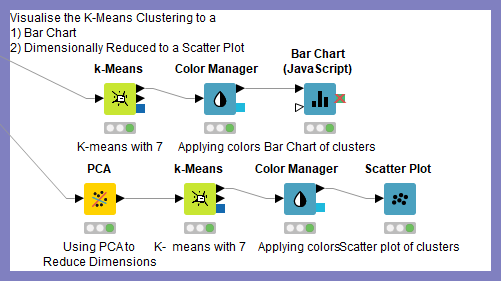 Visualise the K-Means Clustering to a
1) Bar Chart
2) Dimensionally Reduced to a Scatter Plot
k-Means
Color Manager
Bar Chart
(JavaScript)
K-means with 7
Applying colors
Bar Chart of clusters
PCA
k-Means
Color Manager
Scatter Plot
Using PCA to
Reduce Dimensions
K- means with 7
Applying colors
Scatter plot of clusters